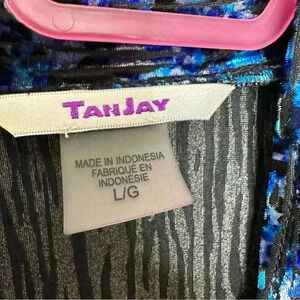 TANJAY
MADE IN INDONESIA
FABRIQUÉ EN
INDONÉSIE
L/G